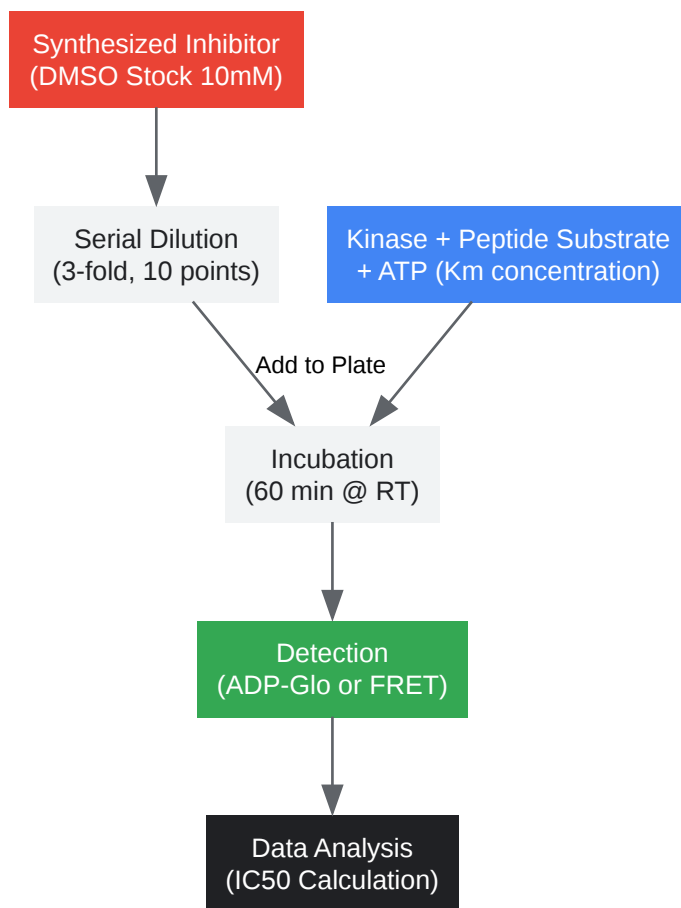 Synthesized Inhibitor
(DMSO Stock 10mM)
Serial Dilution
(3-fold, 10 points)
Kinase + Peptide Substrate
+ ATP (Km concentration)
Add to Plate
Incubation
(60 min @ RT)
Detection
(ADP-Glo or FRET)
Data Analysis
(IC50 Calculation)